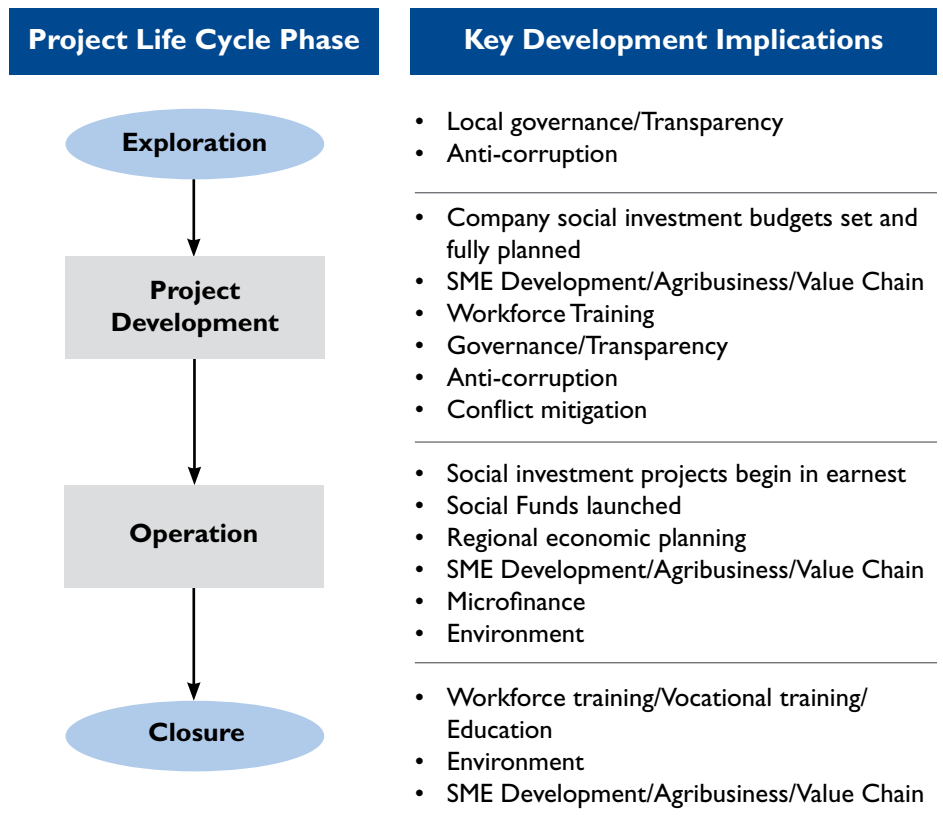 Project Life Cycle Phase
Key Development Implications
Exploration
• Local governance/Transparency
• Anti-corruption
Project
Development
• Company social investment budgets set and
fully planned
• SME Development/Agribusiness/Value Chain
• Workforce Training
• Governance/Transparency
• Anti-corruption
• Conflict mitigation
Operation
• Social investment projects begin in earnest
• Social Funds launched
• Regional economic planning
• SME Development/Agribusiness/Value Chain
• Microfinance
• Environment
Closure
• Workforce training/Vocational training/
Education
• Environment
• SME Development/Agribusiness/Value Chain